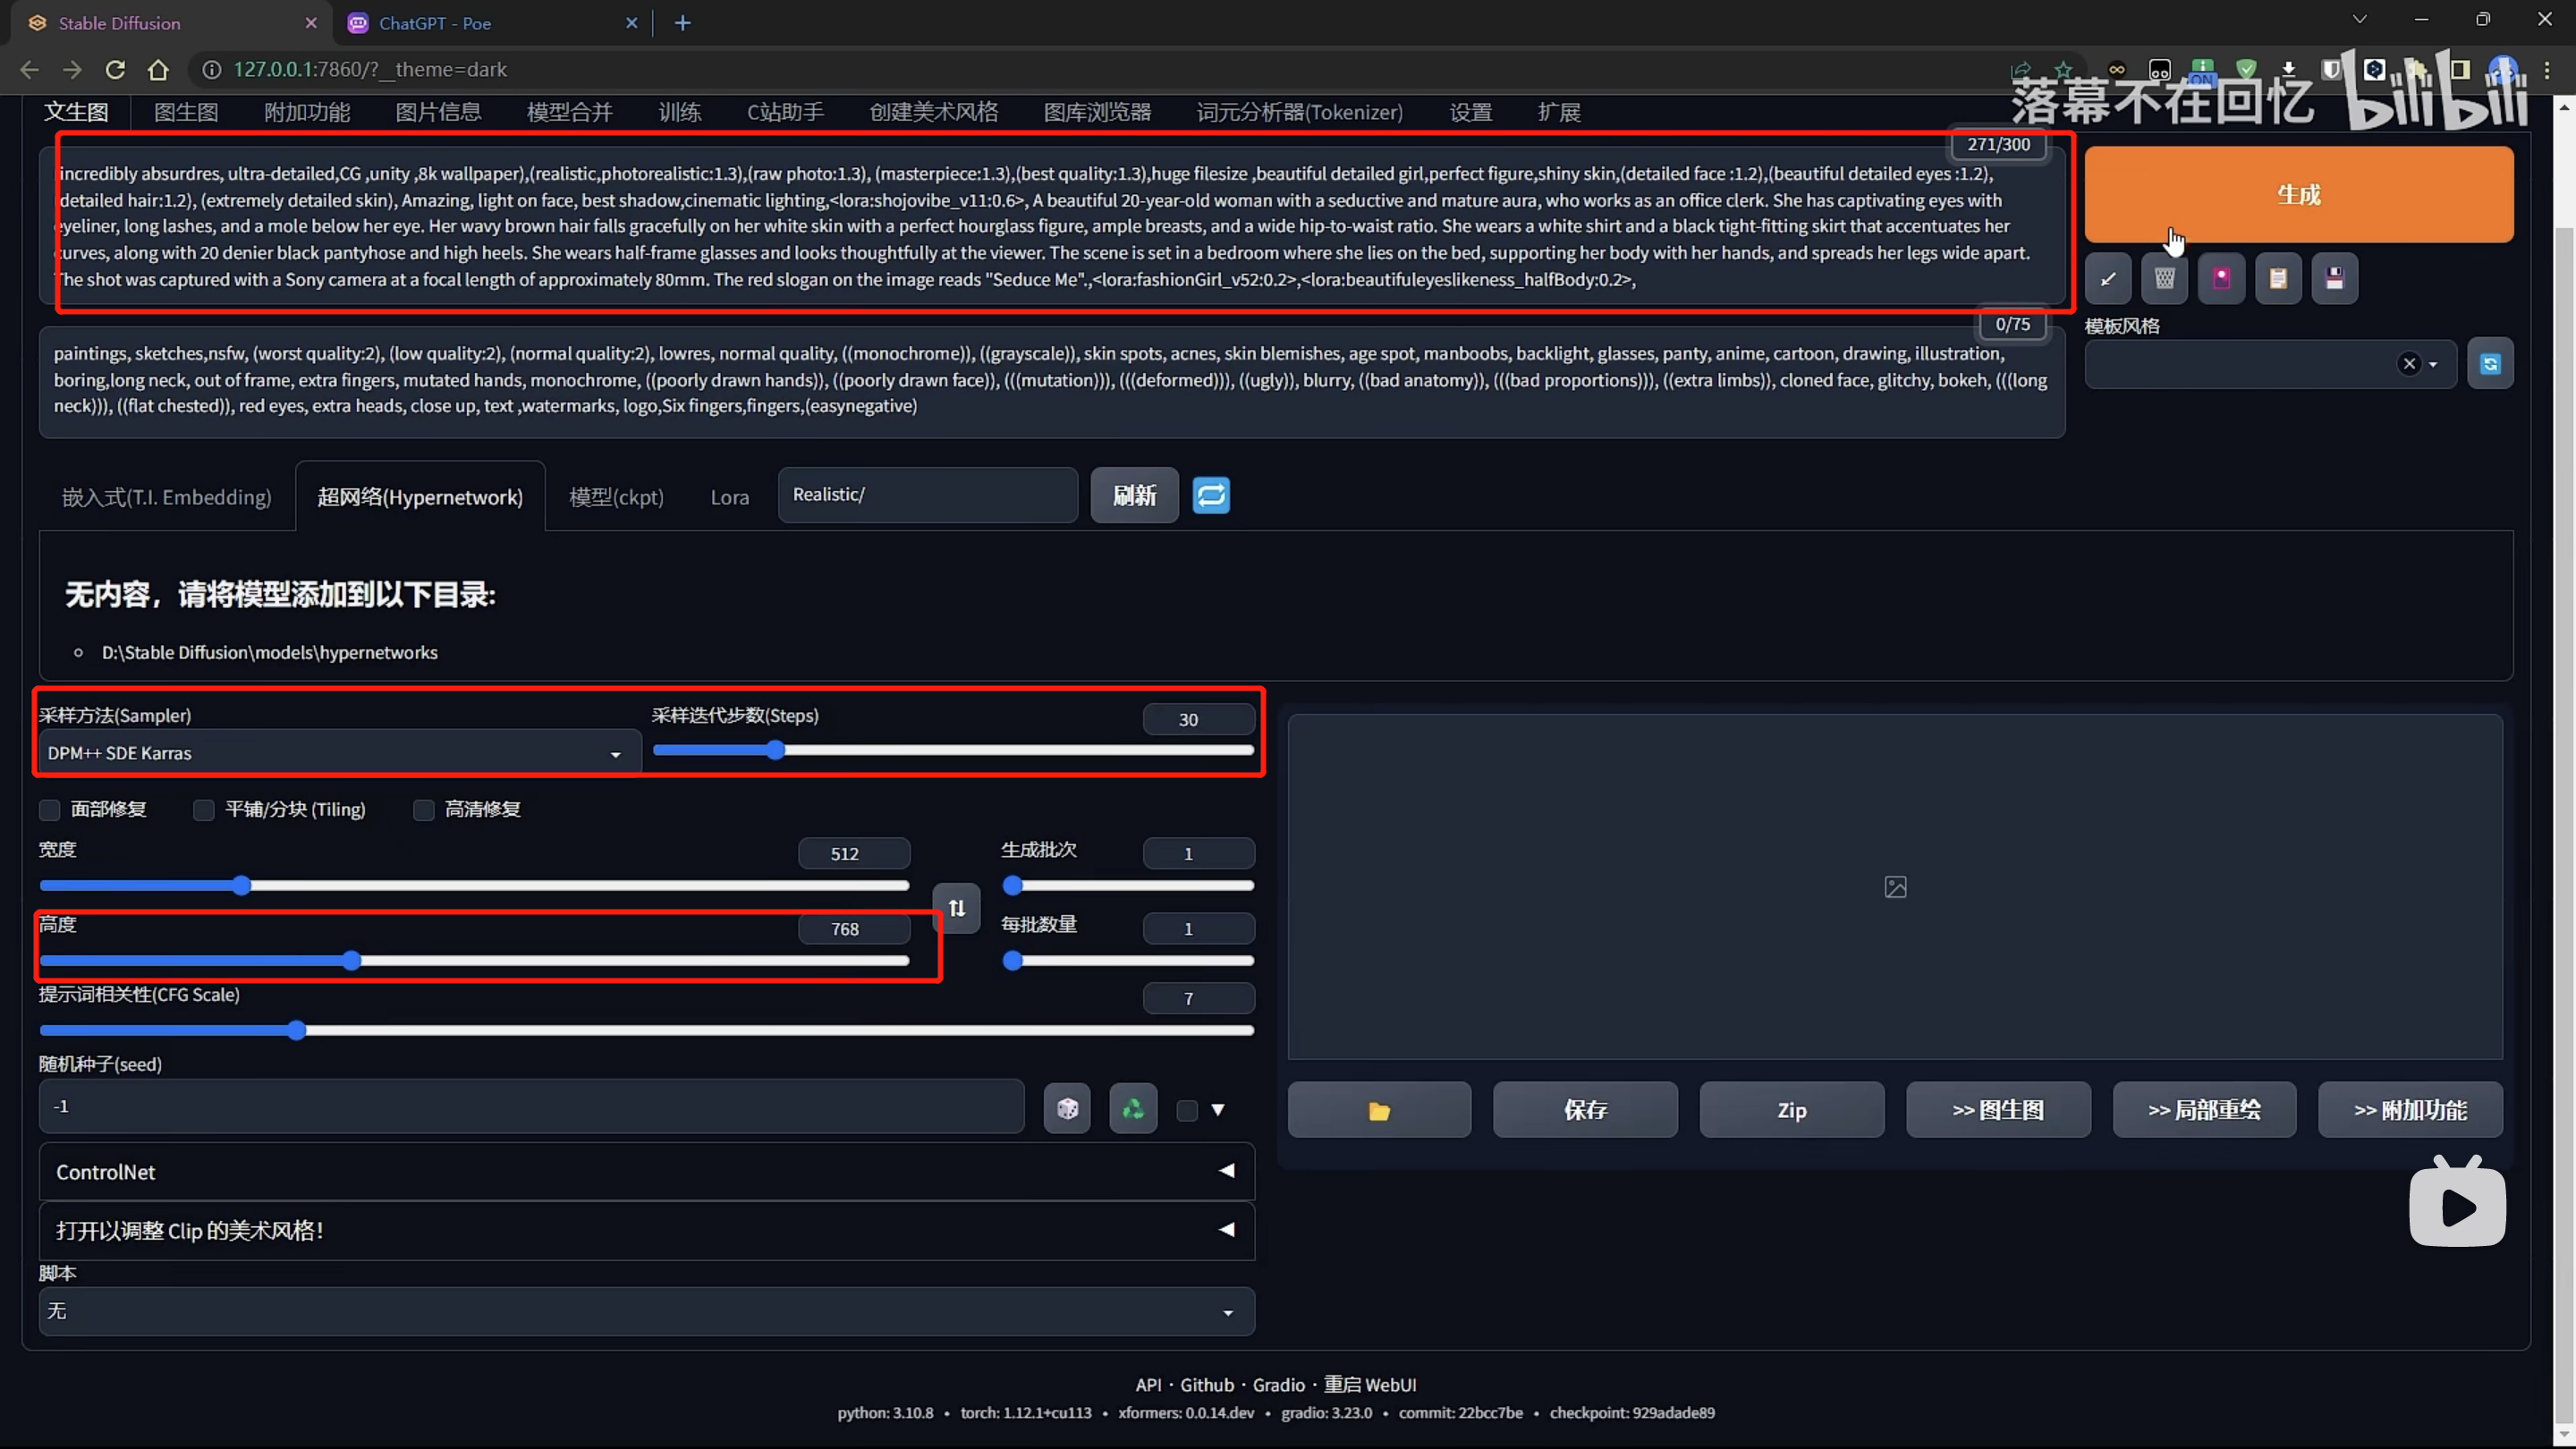 Stable Diffusion
ChatGPT - Poe
127.0.0.1:7860/?__theme=dark
ON
落幕不在回忆 bilibili
文生图 图生图 附加功能 图片信息 模型合并 训练 C站助手 创建美术风格 图库浏览器 词元分析器(Tokenizer) 设置 扩展
271/300
incredibly absurdres, ultra-detailed,CG ,unity ,8k wallpaper),(realistic,photorealistic:1.3),(raw photo:1.3), (masterpiece:1.3),(best quality:1.3),huge filesize ,beautiful detailed girl,perfect figure,shiny skin,(detailed face :1.2),(beautiful detailed eyes :1.2),
detailed hair:1.2), (extremely detailed skin), Amazing, light on face, best shadow,cinematic lighting,<lora:shojovibe_v11:0.6>, A beautiful 20-year-old woman with a seductive and mature aura, who works as an office clerk. She has captivating eyes with
eyeliner, long lashes, and a mole below her eye. Her wavy brown hair falls gracefully on her white skin with a perfect hourglass figure, ample breasts, and a wide hip-to-waist ratio. She wears a white shirt and a black tight-fitting skirt that accentuates her
curves, along with 20 denier black pantyhose and high heels. She wears half-frame glasses and looks thoughtfully at the viewer. The scene is set in a bedroom where she lies on the bed, supporting her body with her hands, and spreads her legs wide apart.
The shot was captured with a Sony camera at a focal length of approximately 80mm. The red slogan on the image reads "Seduce Me".,<lora:fashionGirl_v52:0.2>,<lora:beautifuleyeslikeness_halfBody:0.2>,
生成
0/75
模板风格
paintings, sketches,nsfw, (worst quality:2), (low quality:2), (normal quality:2), lowres, normal quality, ((monochrome)), ((grayscale)), skin spots, acnes, skin blemishes, age spot, manboobs, backlight, glasses, panty, anime, cartoon, drawing, illustration,
boring,long neck, out of frame, extra fingers, mutated hands, monochrome, ((poorly drawn hands)), ((poorly drawn face)), (((mutation))), (((deformed))), ((ugly)), blurry, ((bad anatomy)), (((bad proportions))), ((extra limbs)), cloned face, glitchy, bokeh, (((long
neck))), ((flat chested)), red eyes, extra heads, close up, text ,watermarks, logo,Six fingers,fingers,(easynegative)
嵌入式(T.I. Embedding) 超网络(Hypernetwork) 模型(ckpt) Lora Realistic/ 刷新
无内容，请将模型添加到以下目录:
D:\Stable Diffusion\models\hypernetworks
采样方法(Sampler) 采样迭代步数(Steps) 30
DPM++ SDE Karras
面部修复 平铺/分块 (Tiling) 高清修复
宽度 512 生成批次 1
高度 768 每批数量 1
提示词相关性(CFG Scale) 7
随机种子(seed)
-1
保存 Zip >> 图生图 >> 局部重绘 >> 附加功能
ControlNet
打开以调整 Clip 的美术风格!
脚本
无
API · Github · Gradio · 重启 WebUI
python: 3.10.8 • torch: 1.12.1+cu113 • xformers: 0.0.14.dev • gradio: 3.23.0 • commit: 22bcc7be • checkpoint: 929adade89